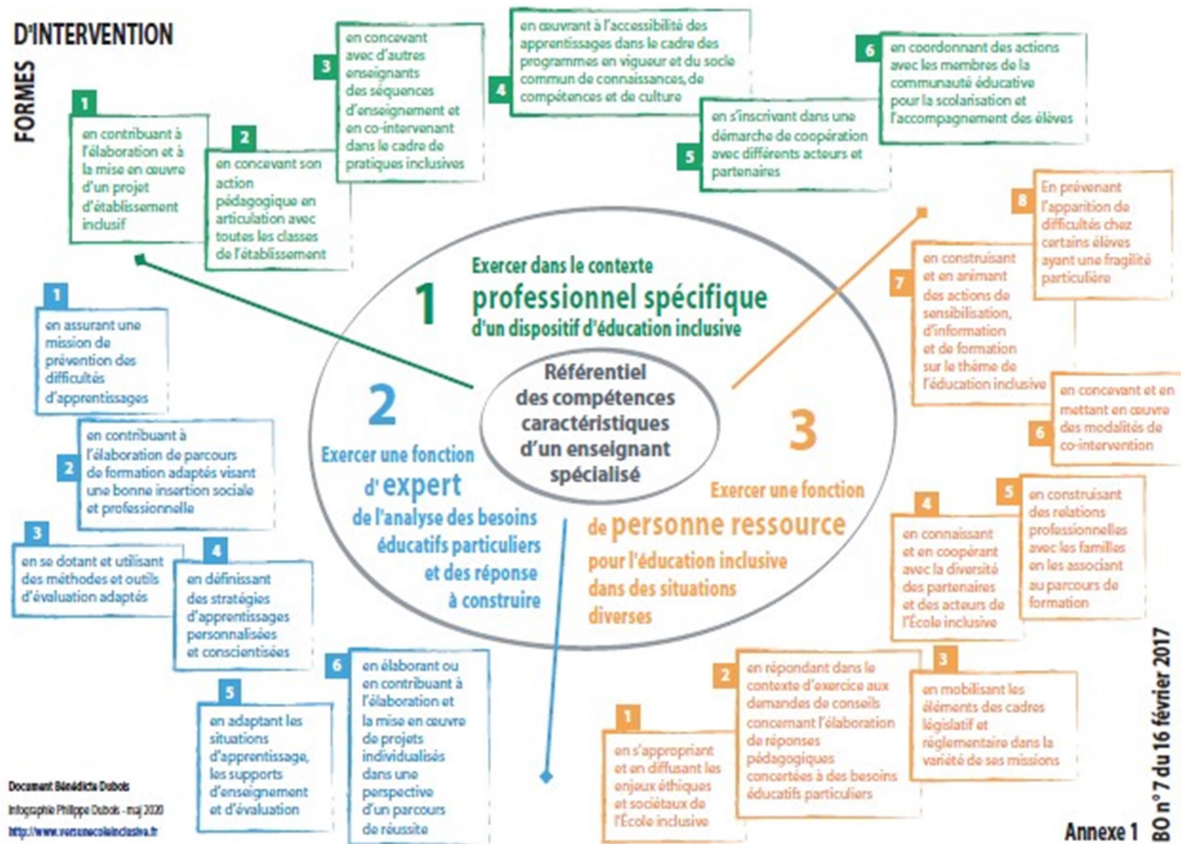 D'INTERVENTION
FORMES
1
en contribuant à
l'élaboration et à
la mise en œuvre
d'un projet
d'établissement
inclusif
2
en concevant son
action
pédagogique en
articulation avec
toutes les classes
de l'établissement
3
en concevant
avec d'autres
enseignants
des séquences
d'enseignement et
en co-intervenant
dans le cadre de
pratiques inclusives
4
en œuvrant à l'accessibilité des
apprentissages dans le cadre des
programmes en vigueur et du socle
commun de connaissances, de
compétences et de culture
5
en s'inscrivant dans une
démarche de coopération
avec différents acteurs et
partenaires
6
en coordonnant des actions
avec les membres de la
communauté éducative
pour la scolarisation et
l'accompagnement des élèves
1
Exercer dans le contexte
professionnel spécifique
d'un dispositif d'éducation inclusive
Référentiel
des compétences
caractéristiques
d'un enseignant
spécialisé
2
Exercer une fonction
d' expert
de l'analyse des besoins
éducatifs particuliers
et des réponse
à construire
3
Exercer une fonction
de personne ressource
pour l'éducation inclusive
dans des situations
diverses
1
en assurant une
mission de
prévention des
difficultés
d'apprentissages
2
en contribuant à
l'élaboration de parcours
de formation adaptés visant
une bonne insertion sociale
et professionnelle
3
en se dotant et utilisant
des méthodes et outils
d'évaluation adaptés
4
en définissant
des stratégies
d'apprentissages
personnalisées
et conscientisées
5
en adaptant les
situations
d'apprentissage,
les supports
d'enseignement
et d'évaluation
6
en élaborant ou
en contribuant à
l'élaboration et
la mise en œuvre
de projets
individualisés
dans une
perspective
d'un parcours
de réussite
8
En prévenant
l'apparition de
difficultés chez
certains élèves
ayant une fragilité
particulière
7
en construisant
et en animant
des actions de
sensibilisation,
d'information
et de formation
sur le thème de
l'éducation inclusive
6
en concevant et en
mettant en œuvre
des modalités de
co-intervention
5
en construisant
des relations
professionnelles
avec les familles
en les associant
au parcours de
formation
4
en connaissant
et en coopérant
avec la diversité
des partenaires
et des acteurs de
l'École inclusive
3
en mobilisant les
éléments des cadres
législatif et
réglementaire dans la
variété de ses missions
2
en répondant dans le
contexte d'exercice aux
demandes de conseils
concernant l'élaboration
de réponses
pédagogiques
concertées à des besoins
éducatifs particuliers
1
en s'appropriant
et en diffusant les
enjeux éthiques
et sociétaux de
l'École inclusive
Document Bénédicte Dubois
Infographie Philippe Dubois - maj 2020
http://www.versunecoleinclusive.fr
Annexe 1
BO n° 7 du 16 février 2017